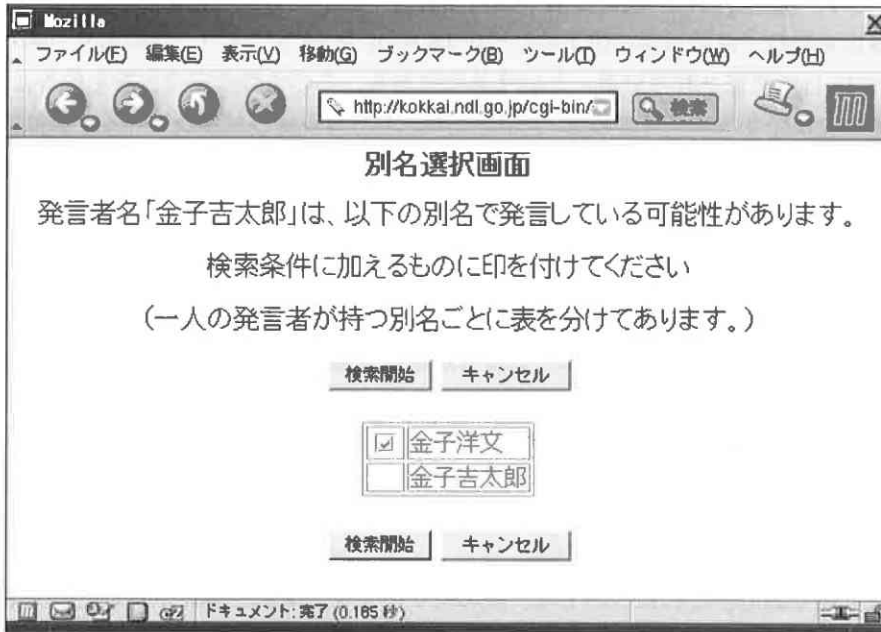 Mozilla
ファイル(F) 編集(E) 表示(V) 移動(G) ブックマーク(B) ツール(T) ウィンドウ(W) ヘルプ(H)
http://kokkai.ndl.go.jp/cgi-bin/ 検索
別名選択画面
発言者名「金子吉太郎」は、以下の別名で発言している可能性があります。
検索条件に加えるものに印を付けてください
（一人の発言者が持つ別名ごとに表を分けてあります。）
検索開始 キャンセル
金子洋文
金子吉太郎
検索開始 キャンセル
ドキュメント: 完了 (0.165 秒)